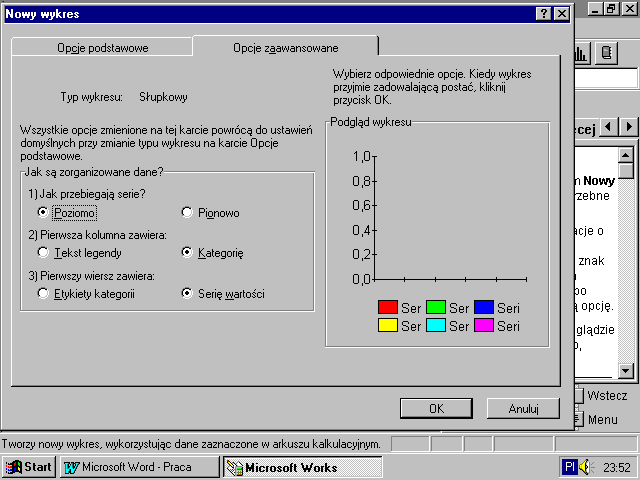 Nowy wykres
Opcje podstawowe
Opcje zaawansowane
Typ wykresu: Słupkowy
Wybierz odpowiednie opcje. Kiedy wykres
przyjmie zadowalającą postać, kliknij
przycisk OK.
Wszystkie opcje zmienione na tej karcie powrócą do ustawień
domyślnych przy zmianie typu wykresu na karcie Opcje
podstawowe.
Jak są zorganizowane dane?
1) Jak przebiegają serie?
Poziomo
Pionowo
2) Pierwsza kolumna zawiera:
Tekst legendy
Kategorię
3) Pierwszy wiersz zawiera:
Etykiety kategorii
Serię wartości
Podgląd wykresu
1,0
0,8
0,6
0,4
0,2
0,0
Ser Ser Seri
Ser Ser Seri
OK
Anuluj
ęcej
m Nowy
rzebne
acje o
znak
po
ą opcję.
glądzie
o,
Wstecz
Menu
Tworzy nowy wykres, wykorzystując dane zaznaczone w arkuszu kalkulacyjnym.
Start
Microsoft Word - Praca
Microsoft Works
Pl
23:52